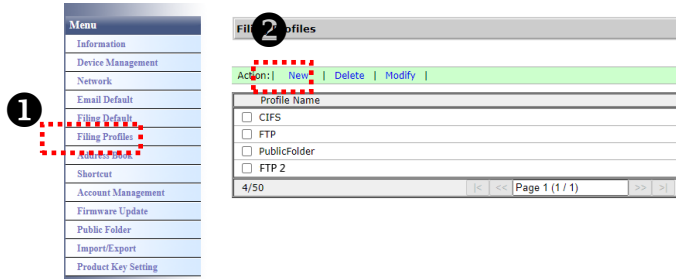 Menu
Information
Device Management
Network
Email Default
Filing Default
Filing Profiles
Address Book
Shortcut
Account Management
Firmware Update
Public Folder
Import/Export
Product Key Setting
1
2
Filing Profiles
Action:| New | Delete | Modify |
Profile Name
CIFS
FTP
PublicFolder
FTP 2
4/50 |< << Page 1 (1 / 1) >> >|